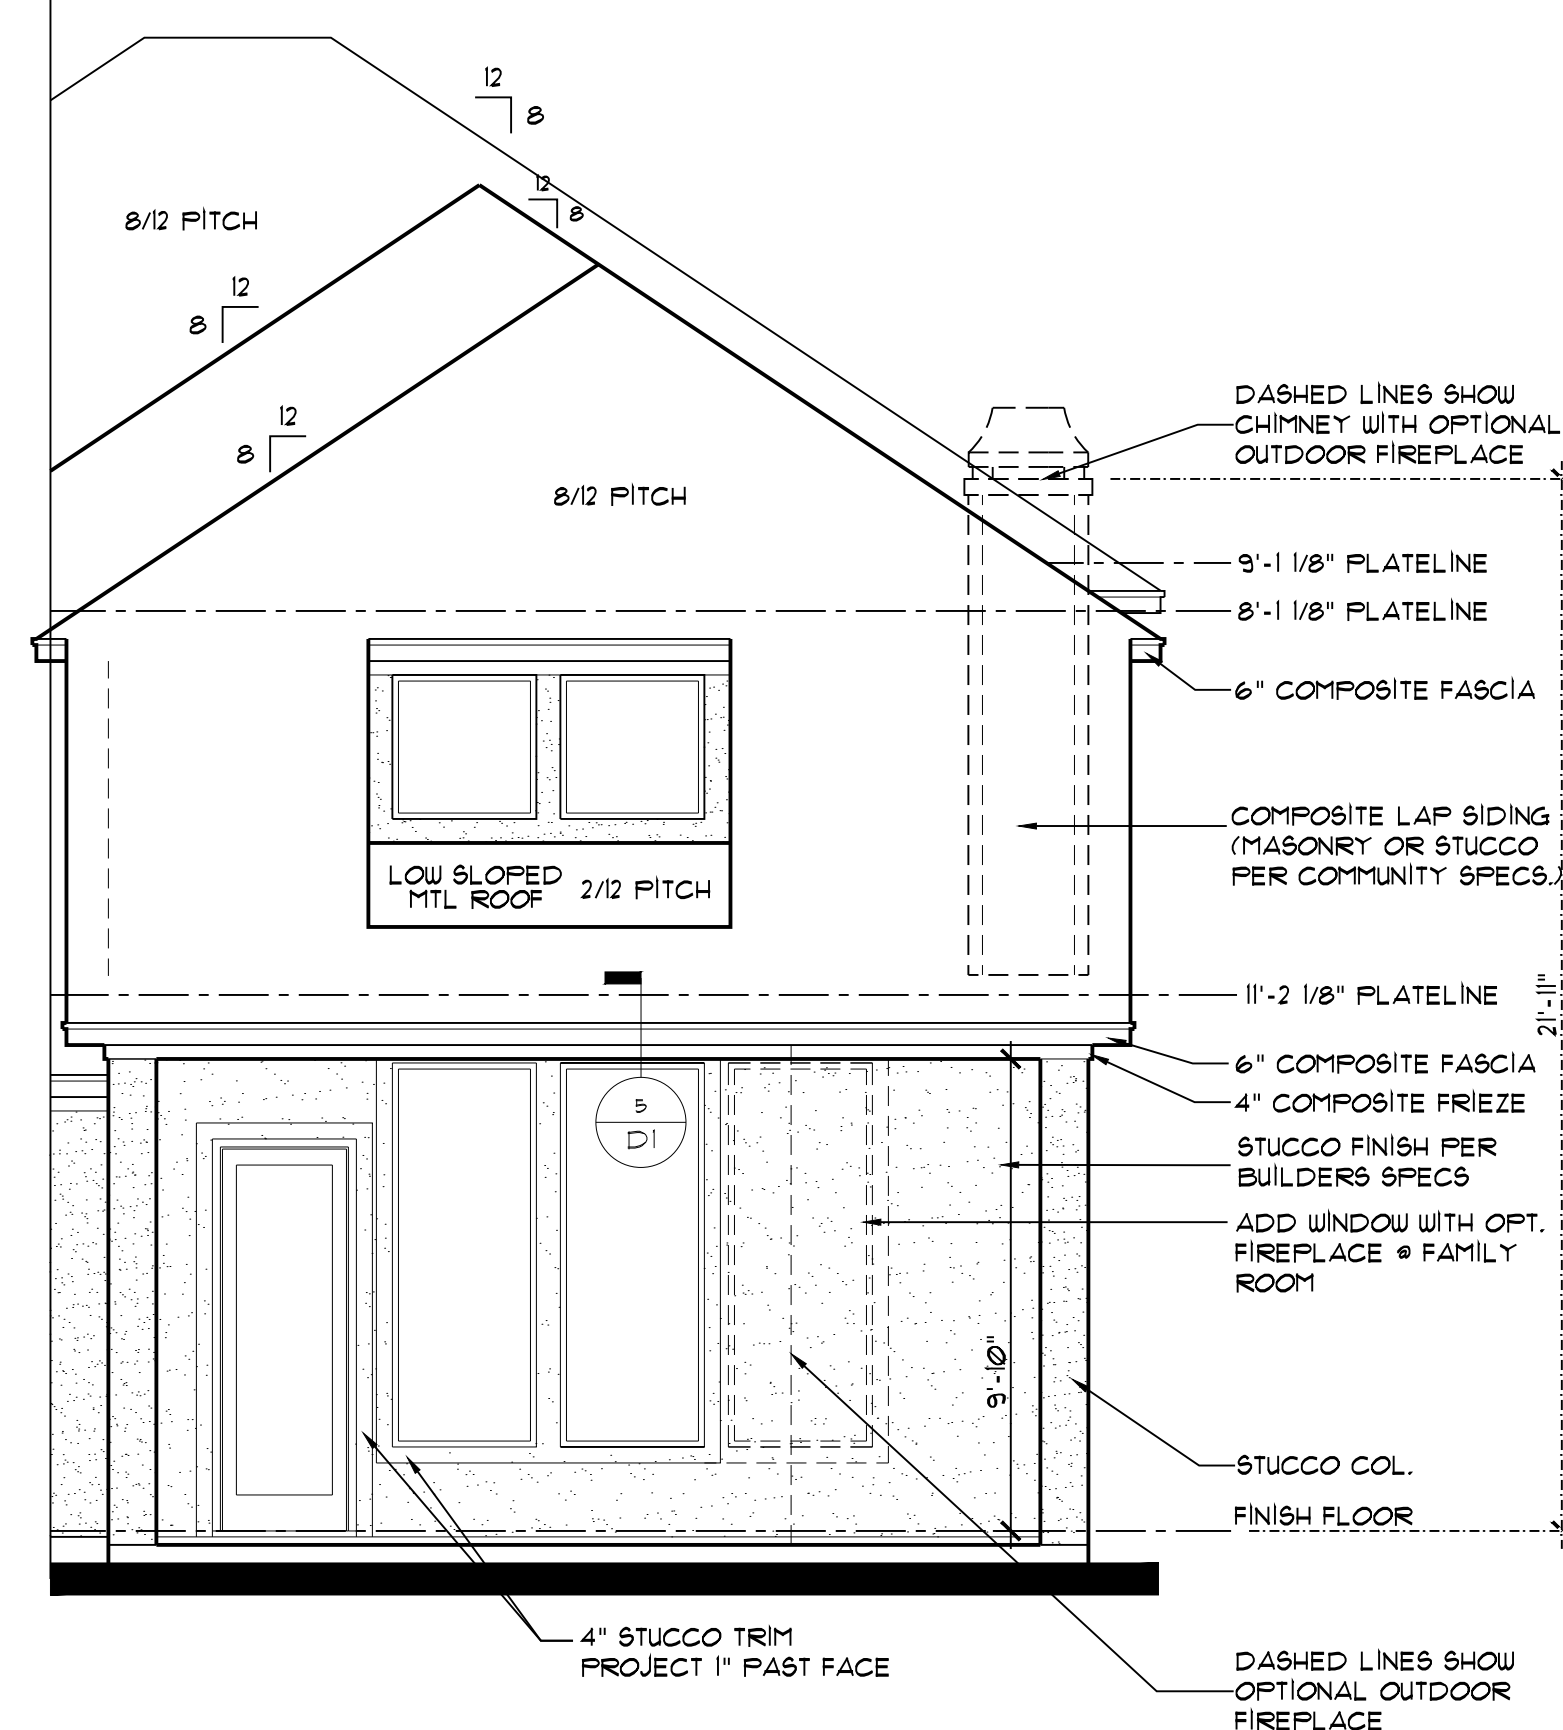 12
8
12
8
8/12 PITCH
12
8
12
8
8/12 PITCH
DASHED LINES SHOW
CHIMNEY WITH OPTIONAL
OUTDOOR FIREPLACE
9'-1 1/8" PLATELINE
8'-1 1/8" PLATELINE
6" COMPOSITE FASCIA
COMPOSITE LAP SIDING
(MASONRY OR STUCCO
PER COMMUNITY SPECS.)
LOW SLOPED
MTL ROOF
2/12 PITCH
11'-2 1/8" PLATELINE
21'-11"
6" COMPOSITE FASCIA
4" COMPOSITE FRIEZE
5
D1
STUCCO FINISH PER
BUILDERS SPECS
ADD WINDOW WITH OPT.
FIREPLACE @ FAMILY
ROOM
9'-10"
STUCCO COL.
FINISH FLOOR
4" STUCCO TRIM
PROJECT 1" PAST FACE
DASHED LINES SHOW
OPTIONAL OUTDOOR
FIREPLACE